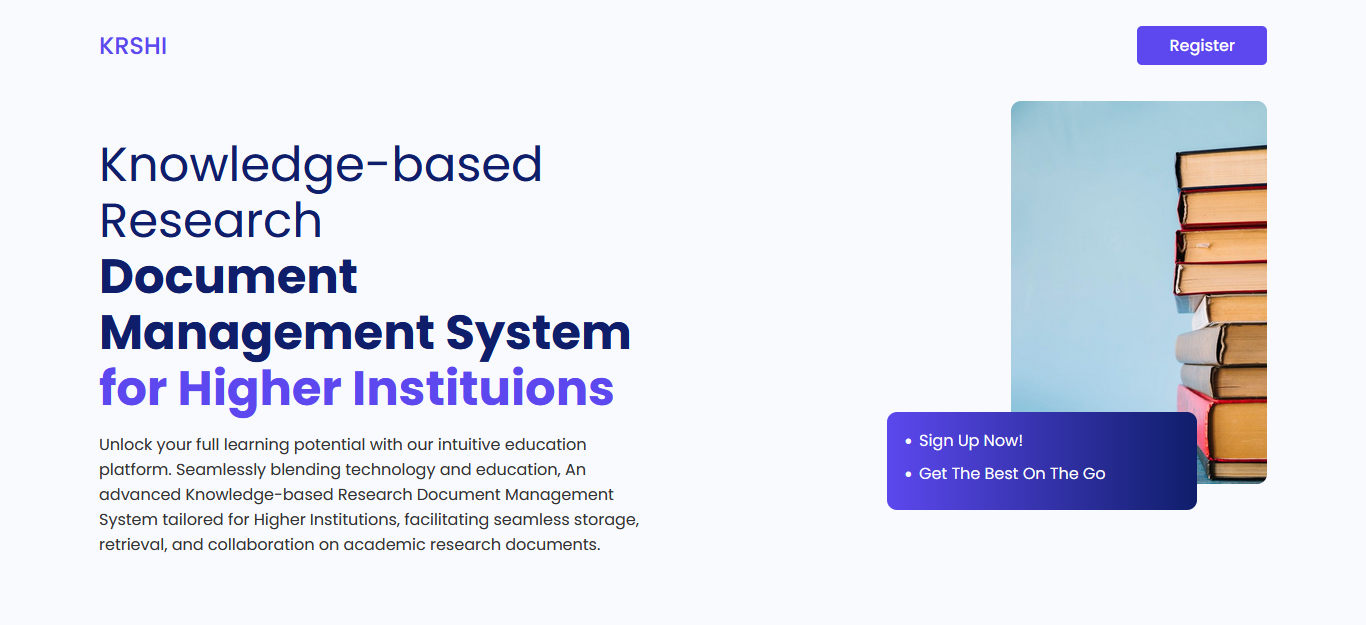 KRSHI
Register
Knowledge-based
Research
Document
Management System
for Higher Instituions
Unlock your full learning potential with our intuitive education
platform. Seamlessly blending technology and education, An
advanced Knowledge-based Research Document Management
System tailored for Higher Institutions, facilitating seamless storage,
retrieval, and collaboration on academic research documents.
• Sign Up Now!
• Get The Best On The Go